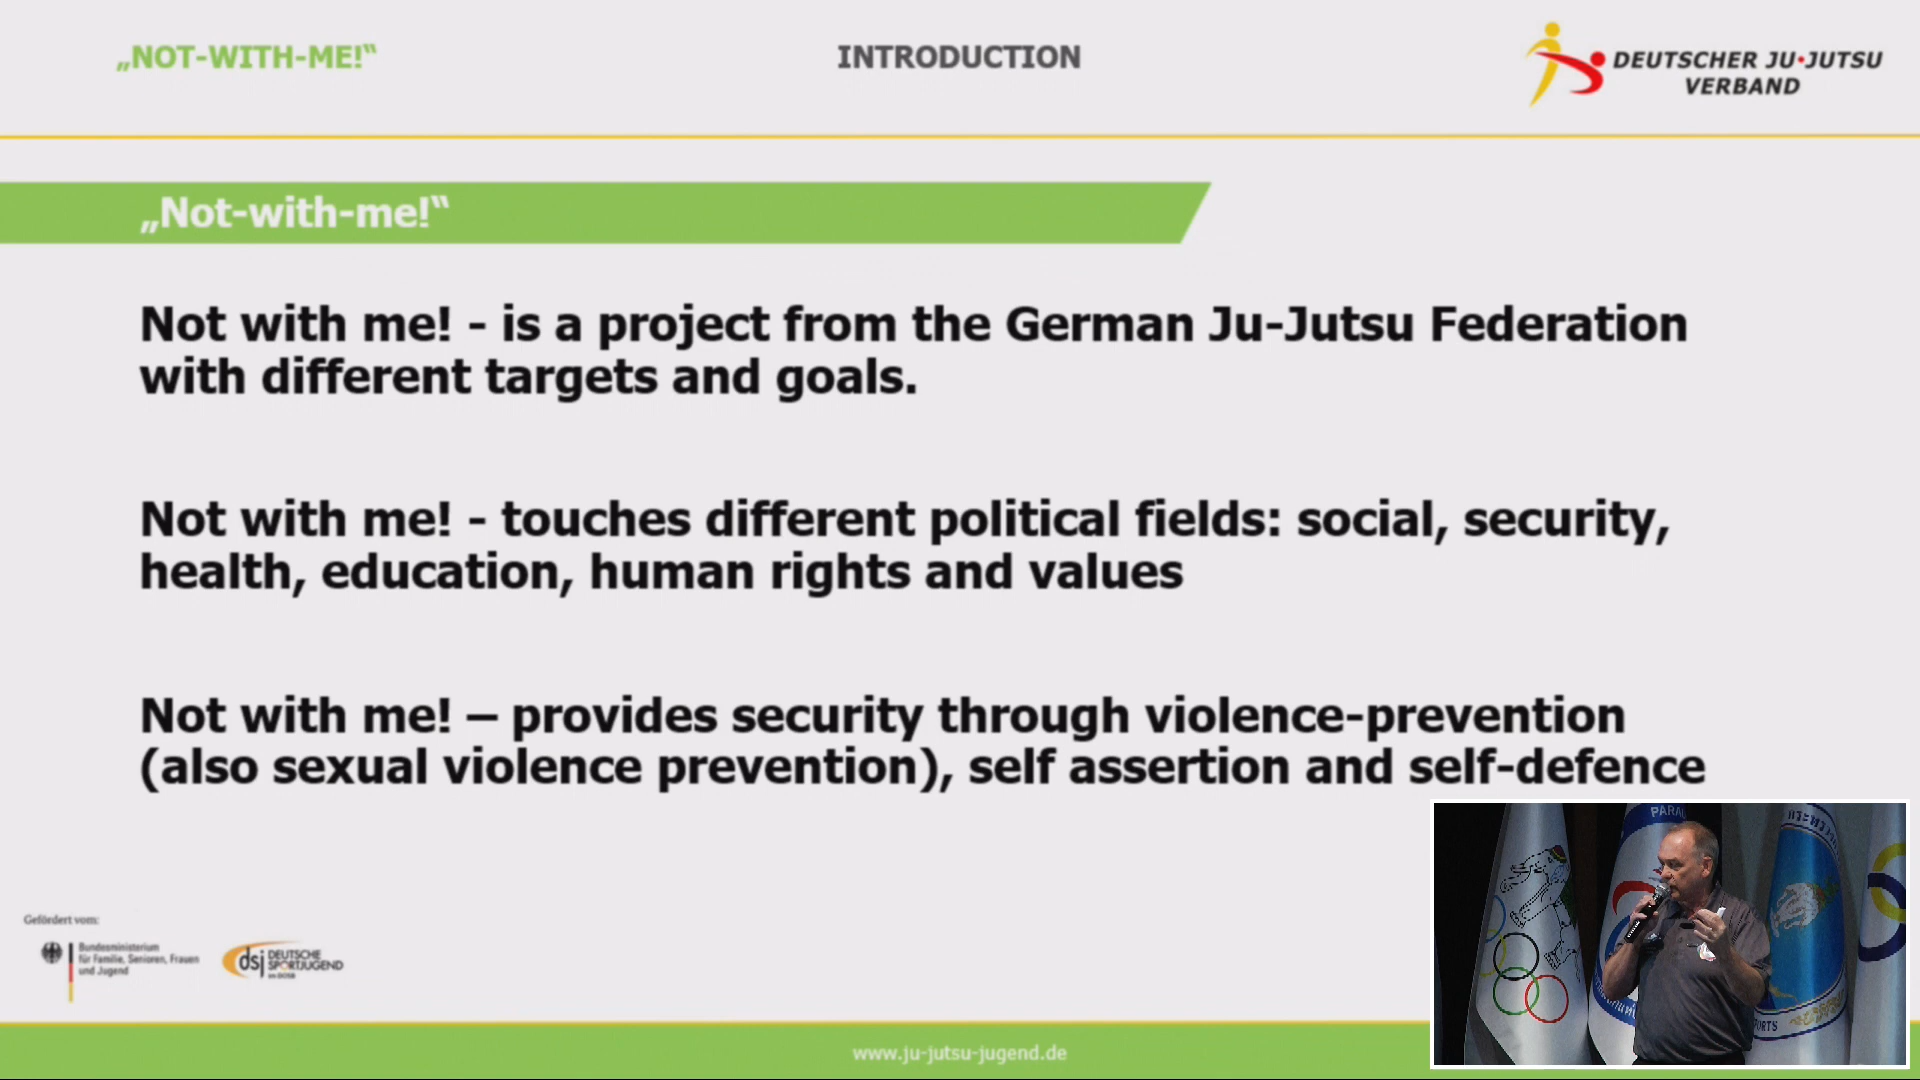 „NOT-WITH-ME!“
INTRODUCTION
DEUTSCHER JU•JUTSU
VERBAND
„Not-with-me!“
Not with me! - is a project from the German Ju-Jutsu Federation
with different targets and goals.
Not with me! - touches different political fields: social, security,
health, education, human rights and values
Not with me! – provides security through violence-prevention
(also sexual violence prevention), self assertion and self-defence
Gefördert vom:
Bundesministerium
für Familie, Senioren, Frauen
und Jugend
dsj DEUTSCHE
SPORTJUGEND
im DOSB
PARA
PORTS
www.ju-jutsu-jugend.de